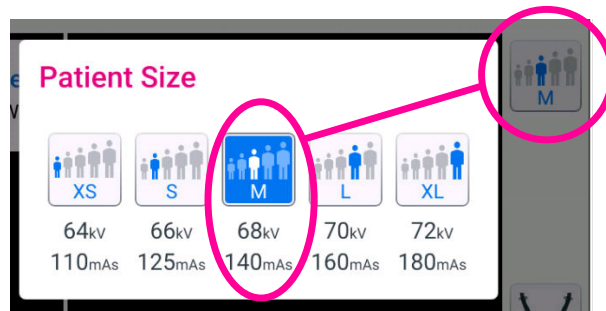 Patient Size
M
XS S M L XL
64kV 66kV 68kV 70kV 72kV
110mAs 125mAs 140mAs 160mAs 180mAs